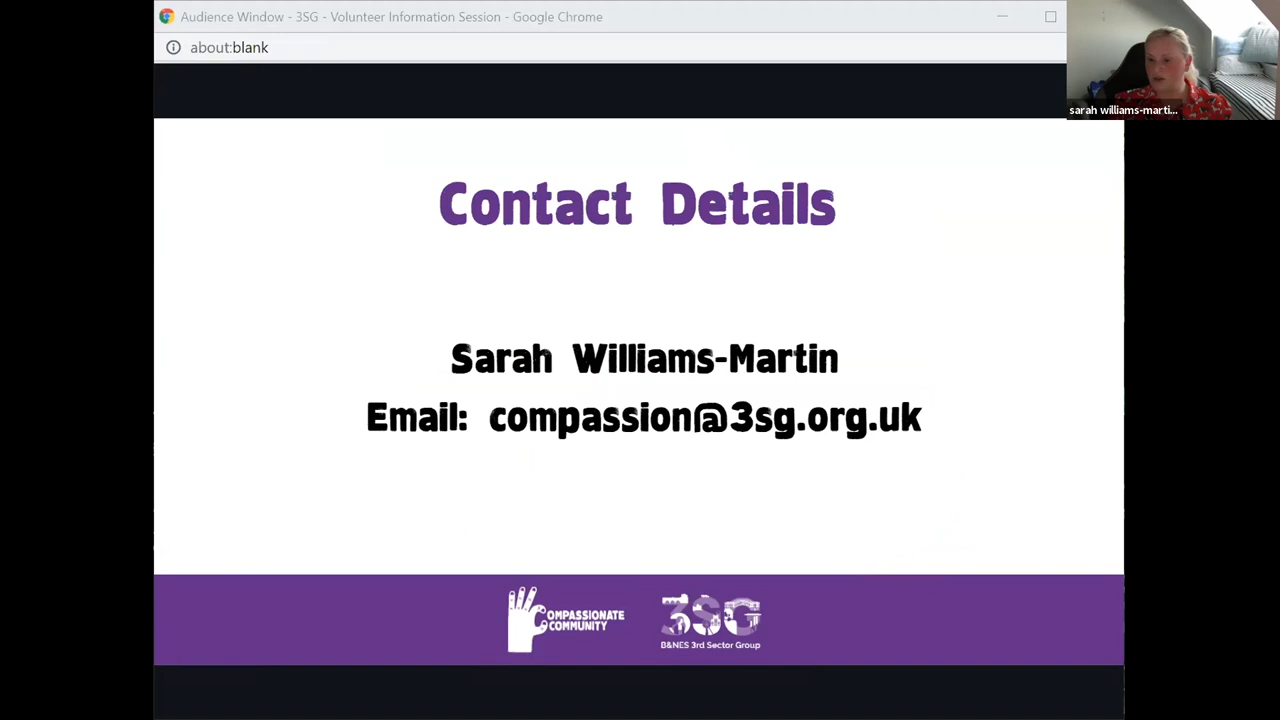 Audience Window - 3SG - Volunteer Information Session - Google Chrome
about:blank
sarah williams-marti...
Contact Details
Sarah Williams-Martin
Email: compassion@3sg.org.uk
OMPASSIONATE
COMMUNITY
3SG
B&NES 3rd Sector Group